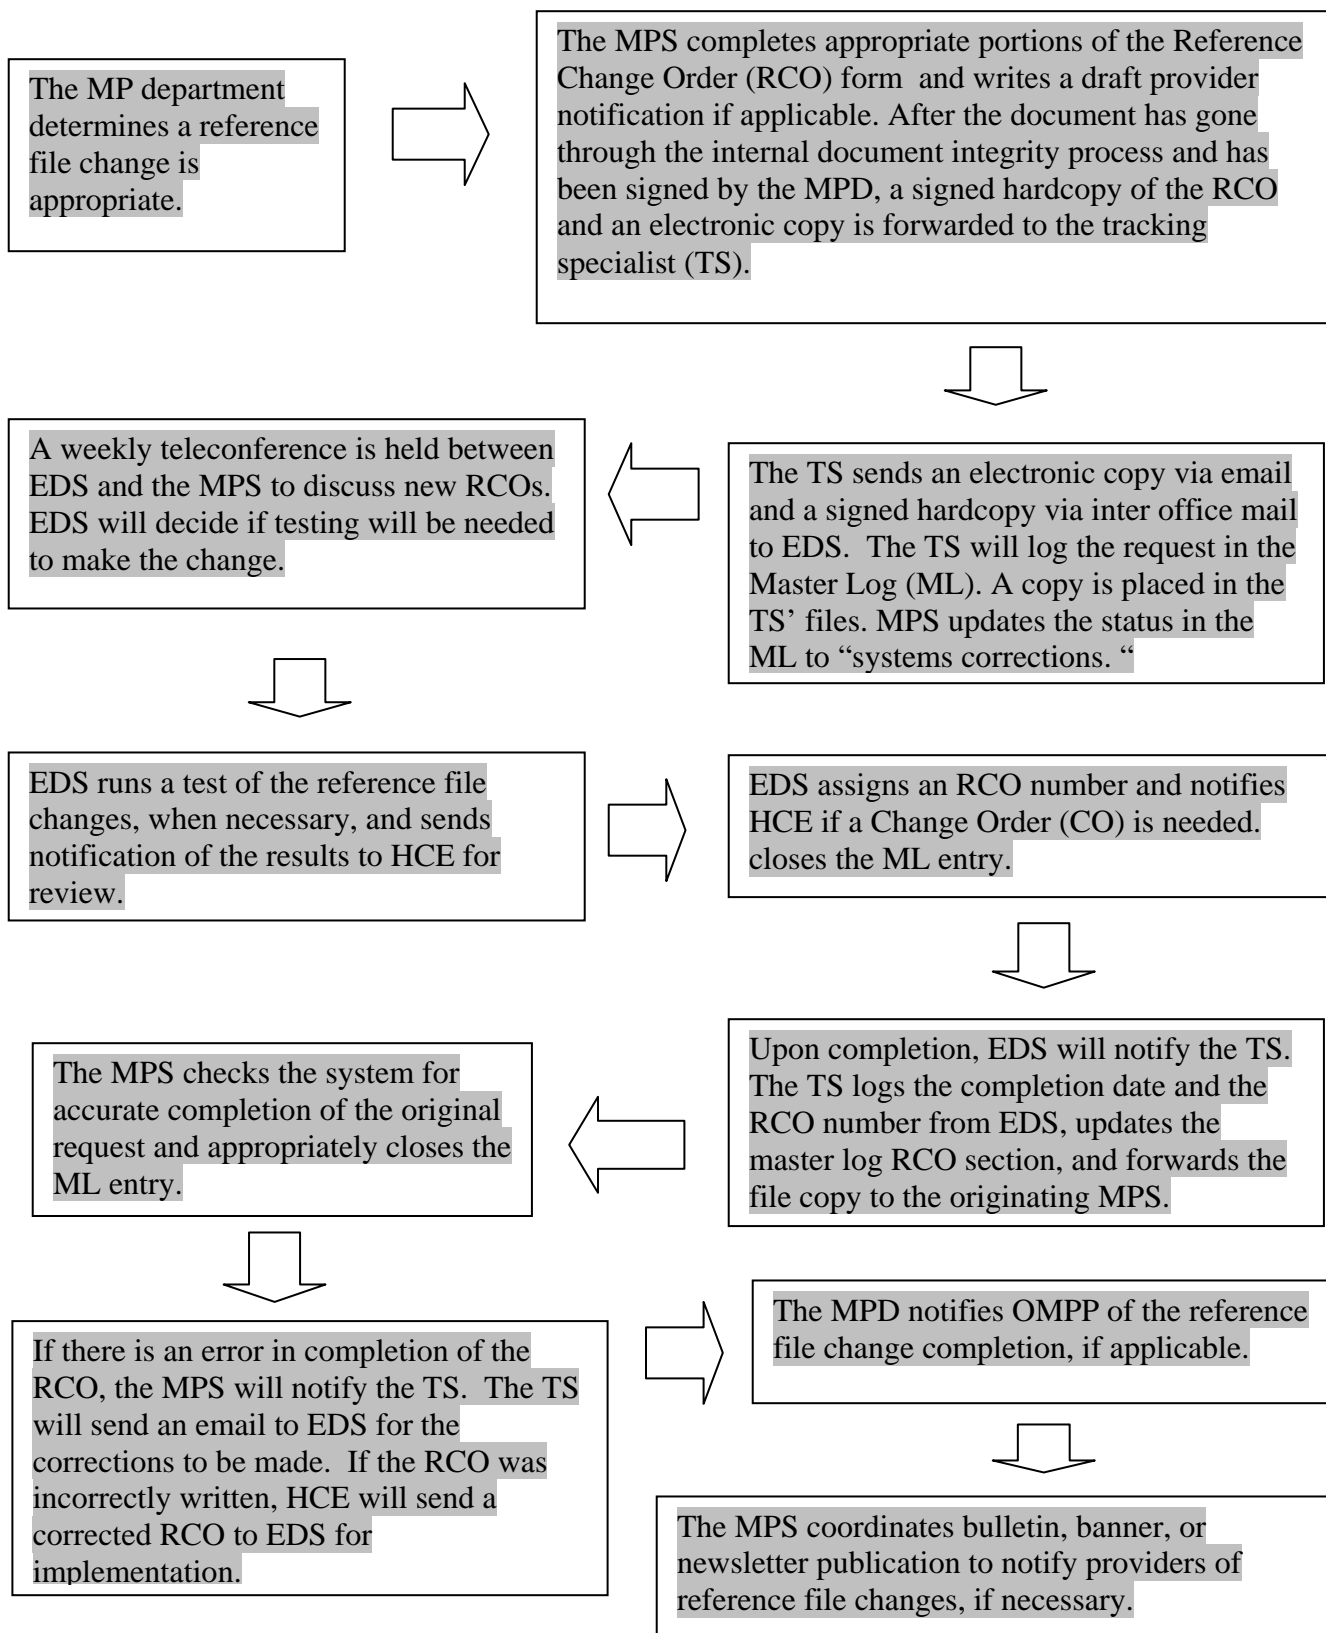 The MP department
determines a reference
file change is
appropriate.
The MPS completes appropriate portions of the Reference
Change Order (RCO) form  and writes a draft provider
notification if applicable. After the document has gone
through the internal document integrity process and has
been signed by the MPD, a signed hardcopy of the RCO
and an electronic copy is forwarded to the tracking
specialist (TS).
The TS sends an electronic copy via email
and a signed hardcopy via inter office mail
to EDS.  The TS will log the request in the
Master Log (ML). A copy is placed in the
TS’ files. MPS updates the status in the
ML to “systems corrections. “
A weekly teleconference is held between
EDS and the MPS to discuss new RCOs.
EDS will decide if testing will be needed
to make the change.
EDS runs a test of the reference file
changes, when necessary, and sends
notification of the results to HCE for
review.
EDS assigns an RCO number and notifies
HCE if a Change Order (CO) is needed.
closes the ML entry.
Upon completion, EDS will notify the TS.
The TS logs the completion date and the
RCO number from EDS, updates the
master log RCO section, and forwards the
file copy to the originating MPS.
The MPS checks the system for
accurate completion of the original
request and appropriately closes the
ML entry.
If there is an error in completion of the
RCO, the MPS will notify the TS.  The TS
will send an email to EDS for the
corrections to be made.  If the RCO was
incorrectly written, HCE will send a
corrected RCO to EDS for
implementation.
The MPD notifies OMPP of the reference
file change completion, if applicable.
The MPS coordinates bulletin, banner, or
newsletter publication to notify providers of
reference file changes, if necessary.